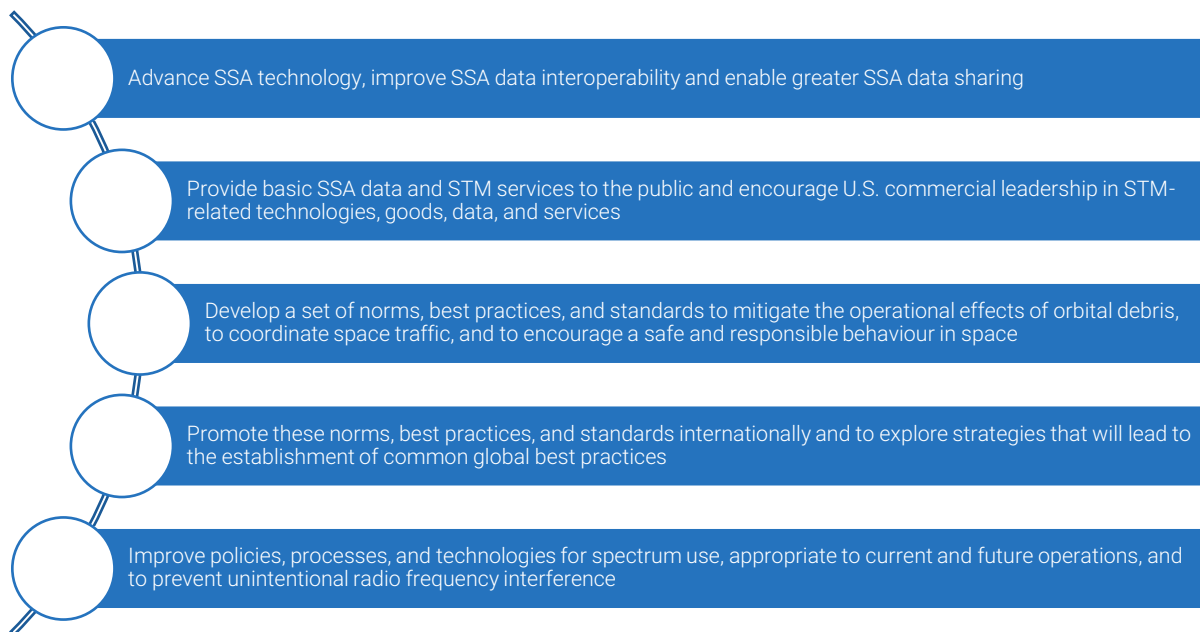 Advance SSA technology, improve SSA data interoperability and enable greater SSA data sharing
Provide basic SSA data and STM services to the public and encourage U.S. commercial leadership in STM-
related technologies, goods, data, and services
Develop a set of norms, best practices, and standards to mitigate the operational effects of orbital debris,
to coordinate space traffic, and to encourage a safe and responsible behaviour in space
Promote these norms, best practices, and standards internationally and to explore strategies that will lead to
the establishment of common global best practices
Improve policies, processes, and technologies for spectrum use, appropriate to current and future operations, and
to prevent unintentional radio frequency interference